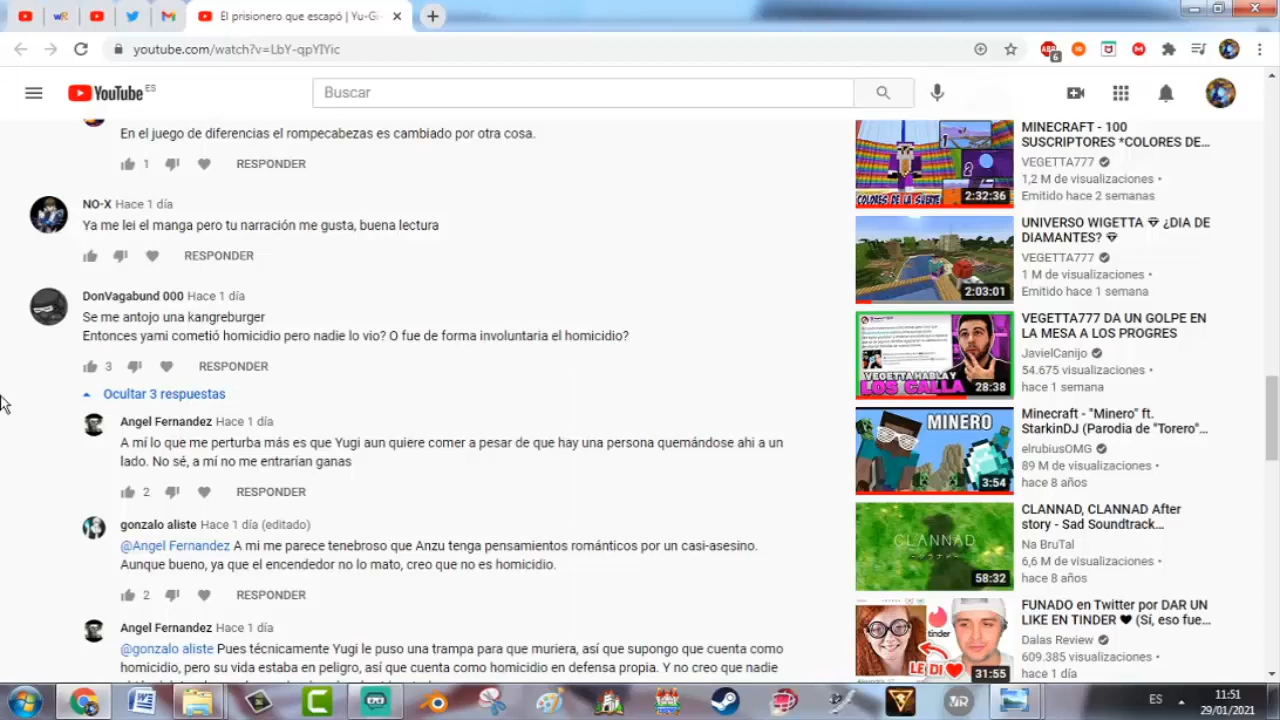 El prisionero que escapó | Yu-Gi-
youtube.com/watch?v=LbY-qpYIYic
6
YouTube ES
Buscar
En el juego de diferencias el rompecabezas es cambiado por otra cosa.
1 RESPONDER
NO-X Hace 1 día
Ya me lei el manga pero tu narración me gusta, buena lectura
RESPONDER
DonVagabund 000 Hace 1 día
Se me antojo una kangreburger
Entonces yami cometió homicidio pero nadie lo vio? O fue de forma involuntaria el homicidio?
3 RESPONDER
Ocultar 3 respuestas
Angel Fernandez Hace 1 día
A mí lo que me perturba más es que Yugi aun quiere comer a pesar de que hay una persona quemándose ahi a un
lado. No sé, a mí no me entrarían ganas
2 RESPONDER
gonzalo aliste Hace 1 día (editado)
@Angel Fernandez A mi me parece tenebroso que Anzu tenga pensamientos románticos por un casi-asesino.
Aunque bueno, ya que el encendedor no lo mato, creo que no es homicidio.
2 RESPONDER
Angel Fernandez Hace 1 día
@gonzalo aliste Pues técnicamente Yugi le puso una trampa para que muriera, así que supongo que cuenta como
homicidio, pero su vida estaba en peligro así que cuenta como homicidio en defensa propia. Y no creo que nadie
COLORES DE LA SUERTE
2:32:36
MINECRAFT - 100
SUSCRIPTORES *COLORES DE...
VEGETTA777
1,2 M de visualizaciones •
Emitido hace 2 semanas
2:03:01
UNIVERSO WIGETTA 💎 ¿DIA DE
DIAMANTES? 💎
VEGETTA777
1 M de visualizaciones •
Emitido hace 1 semana
VEGETTA HABLA Y
LOS CALLA
28:38
VEGETTA777 DA UN GOLPE EN
LA MESA A LOS PROGRES
JavielCanijo
54.675 visualizaciones •
hace 1 semana
MINERO
3:54
Minecraft - "Minero" ft.
StarkinDJ (Parodia de "Torero"...
elrubiusOMG
89 M de visualizaciones •
hace 8 años
CLANNAD
58:32
CLANNAD, CLANNAD After
story - Sad Soundtrack...
Na BruTal
6,6 M de visualizaciones •
hace 8 años
tinder
LE DI
31:55
FUNADO en Twitter por DAR UN
LIKE EN TINDER ♥ (Sí, eso fue...
Dalas Review
609.385 visualizaciones •
hace 1 día
ES
11:51
29/01/2021